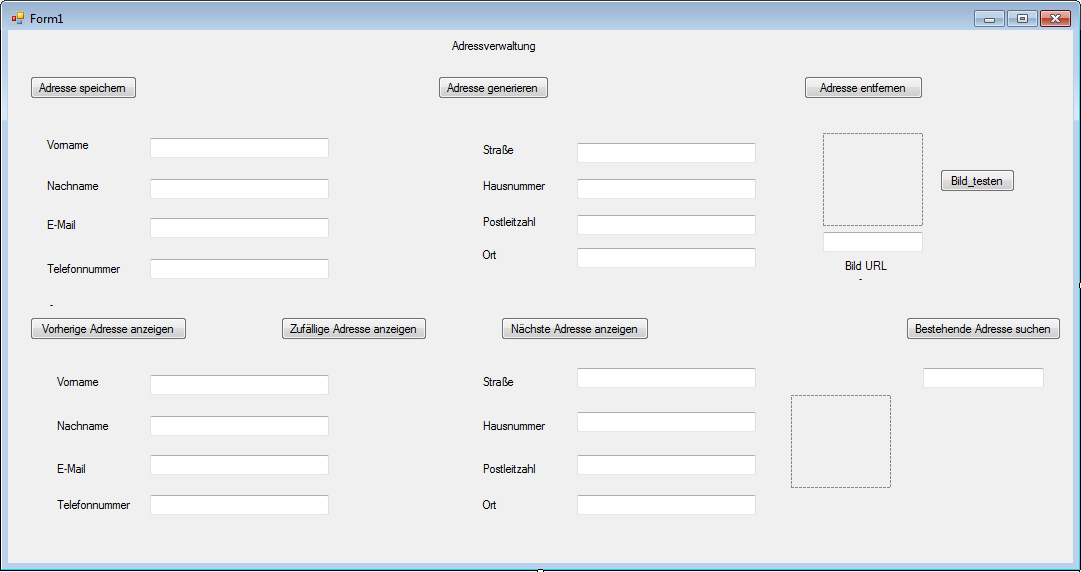 Form1
Adressverwaltung
Adresse speichern
Adresse generieren
Adresse entfernen
Vorname
Straße
Nachname
Hausnummer
Bild_testen
E-Mail
Postleitzahl
Telefonnummer
Ort
Bild URL
-
-
Vorherige Adresse anzeigen
Zufällige Adresse anzeigen
Nächste Adresse anzeigen
Bestehende Adresse suchen
Vorname
Straße
Nachname
Hausnummer
E-Mail
Postleitzahl
Telefonnummer
Ort